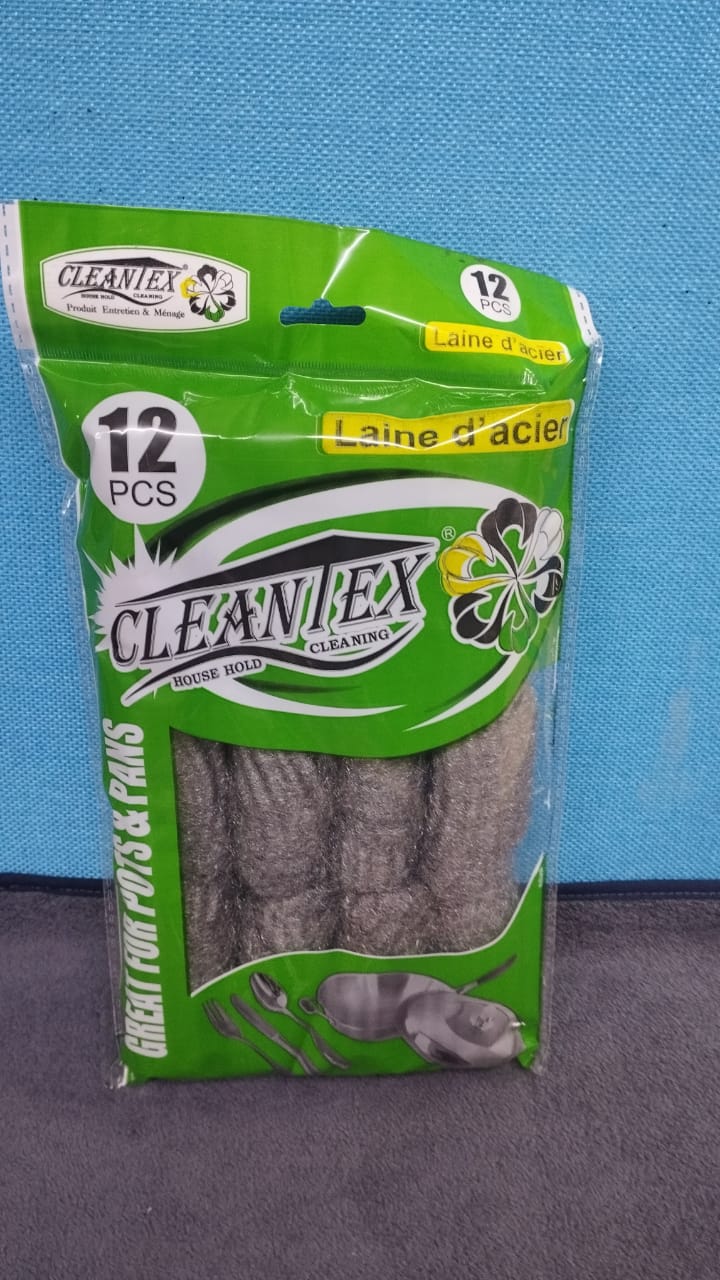 CLEANTEX
HOUSE HOLD CLEANING
Produit Entretien & Ménage
12
PCS
Laine d'acier
12
PCS
Laine d'acier
CLEANTEX®
HOUSE HOLD CLEANING
GREAT FOR POTS & PANS